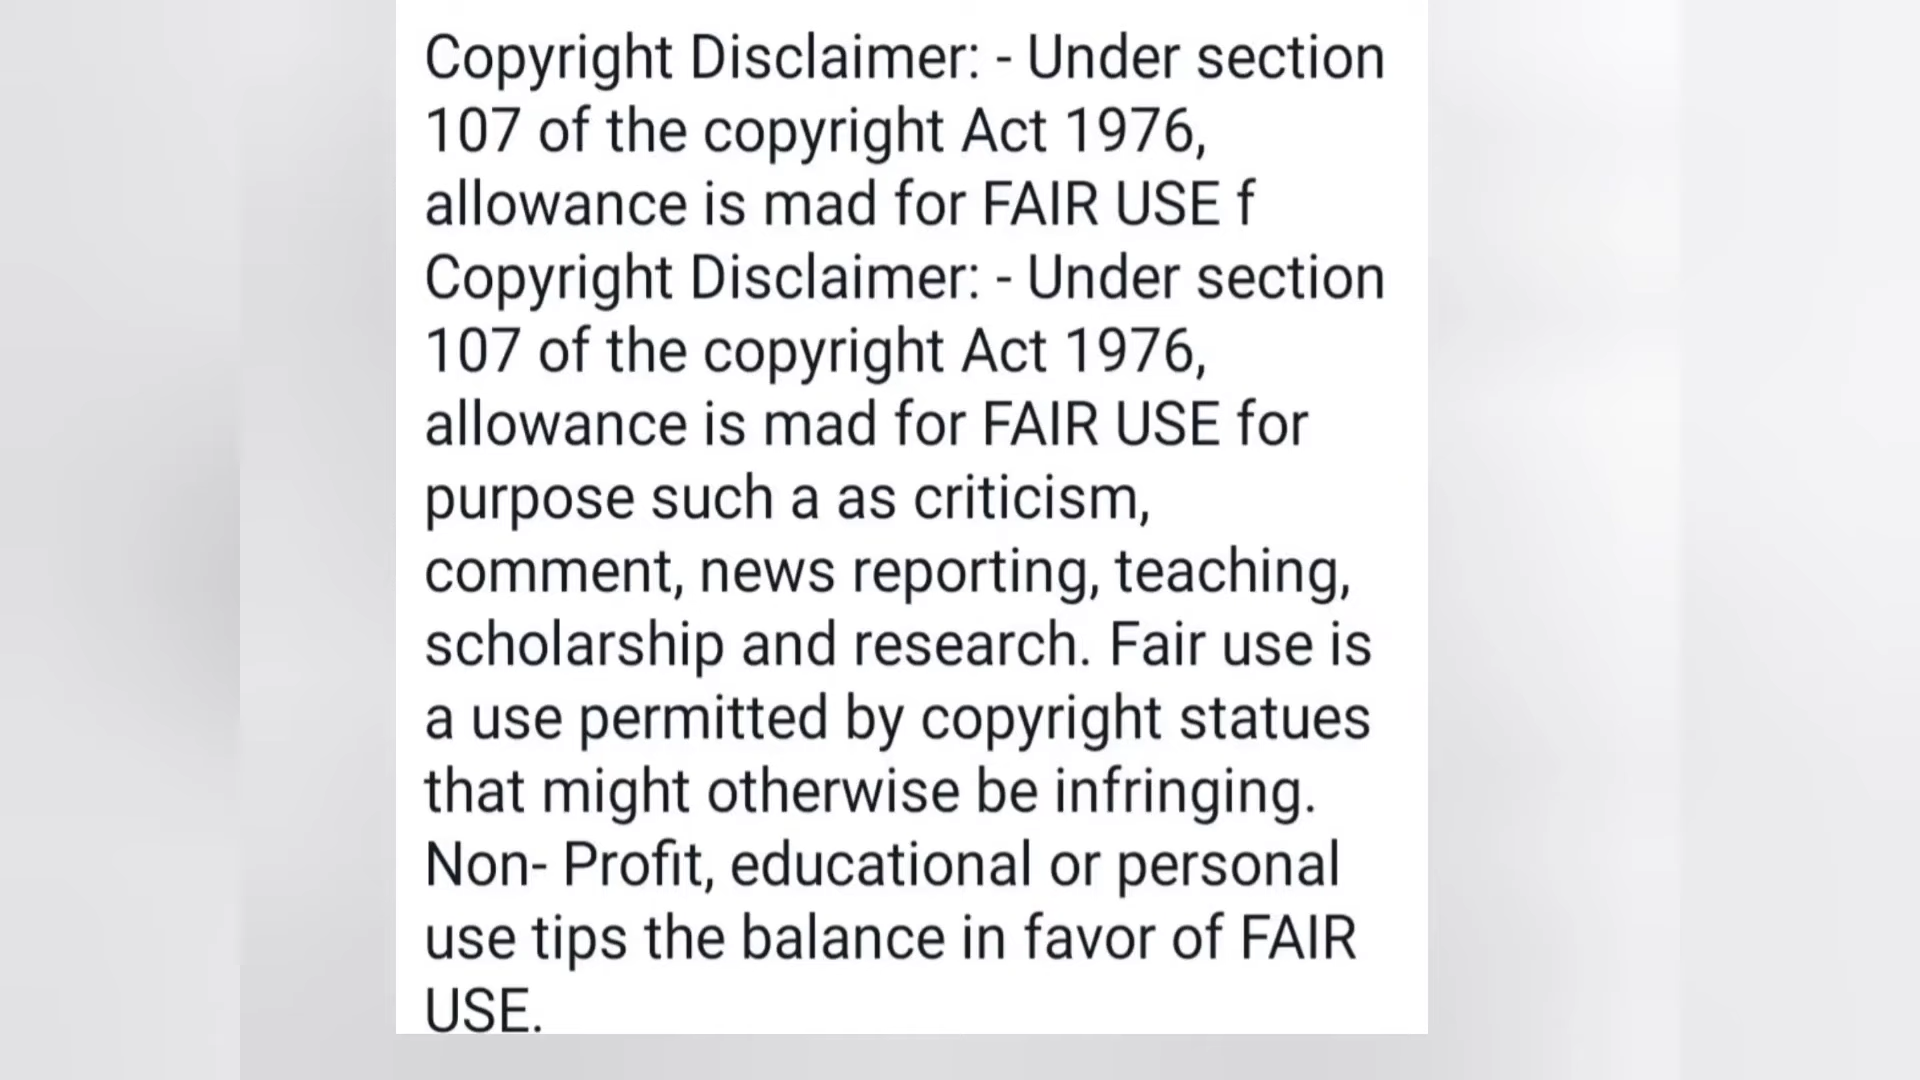 Copyright Disclaimer: - Under section
107 of the copyright Act 1976,
allowance is mad for FAIR USE f
Copyright Disclaimer: - Under section
107 of the copyright Act 1976,
allowance is mad for FAIR USE for
purpose such a as criticism,
comment, news reporting, teaching,
scholarship and research. Fair use is
a use permitted by copyright statues
that might otherwise be infringing.
Non- Profit, educational or personal
use tips the balance in favor of FAIR
USE.